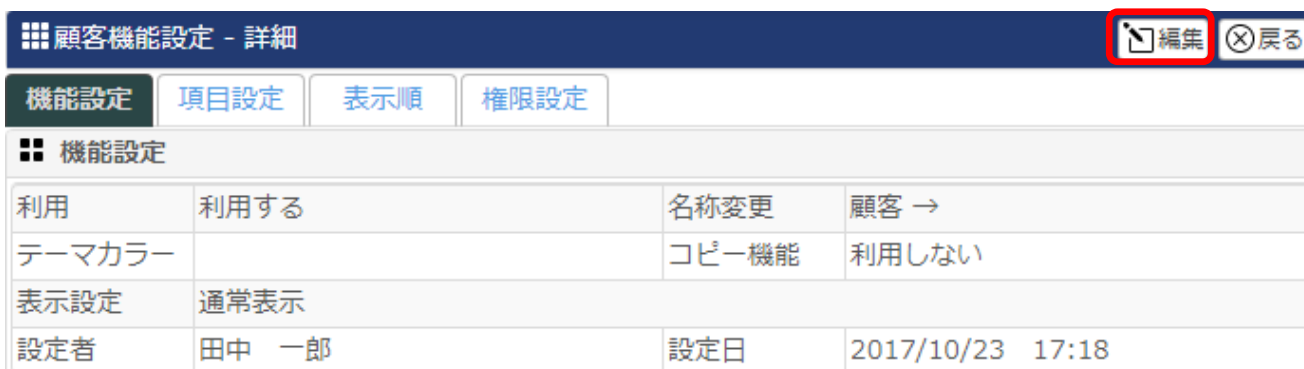 顧客機能設定 - 詳細 編集 戻る
機能設定 項目設定 表示順 権限設定
機能設定
利用 利用する 名称変更 顧客 →
テーマカラー コピー機能 利用しない
表示設定 通常表示
設定者 田中　一郎 設定日 2017/10/23 17:18